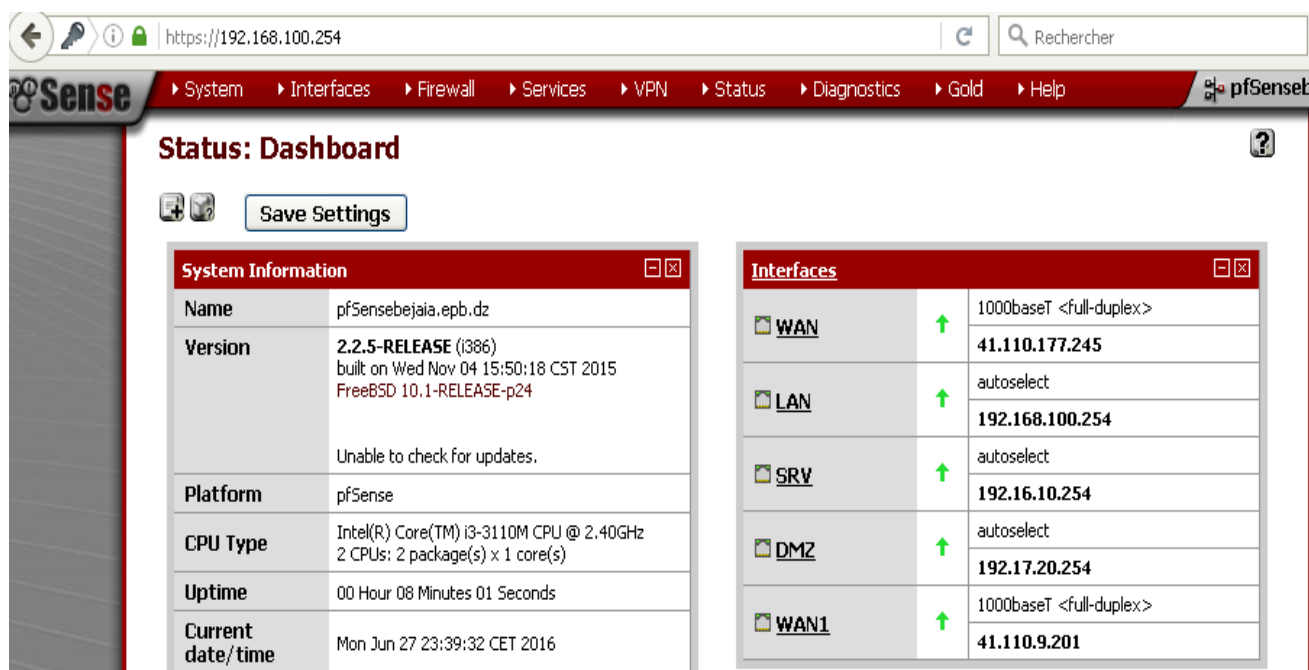 https://192.168.100.254
Rechercher
Sense
System Interfaces Firewall Services VPN Status Diagnostics Gold Help
pfSenseb
Status: Dashboard
Save Settings
System Information
Name pfSensebejaia.epb.dz
Version 2.2.5-RELEASE (i386)
built on Wed Nov 04 15:50:18 CST 2015
FreeBSD 10.1-RELEASE-p24
Unable to check for updates.
Platform pfSense
CPU Type Intel(R) Core(TM) i3-3110M CPU @ 2.40GHz
2 CPUs: 2 package(s) x 1 core(s)
Uptime 00 Hour 08 Minutes 01 Seconds
Current
date/time Mon Jun 27 23:39:32 CET 2016
Interfaces
WAN 1000baseT <full-duplex>
41.110.177.245
LAN autoselect
192.168.100.254
SRV autoselect
192.16.10.254
DMZ autoselect
192.17.20.254
WAN1 1000baseT <full-duplex>
41.110.9.201